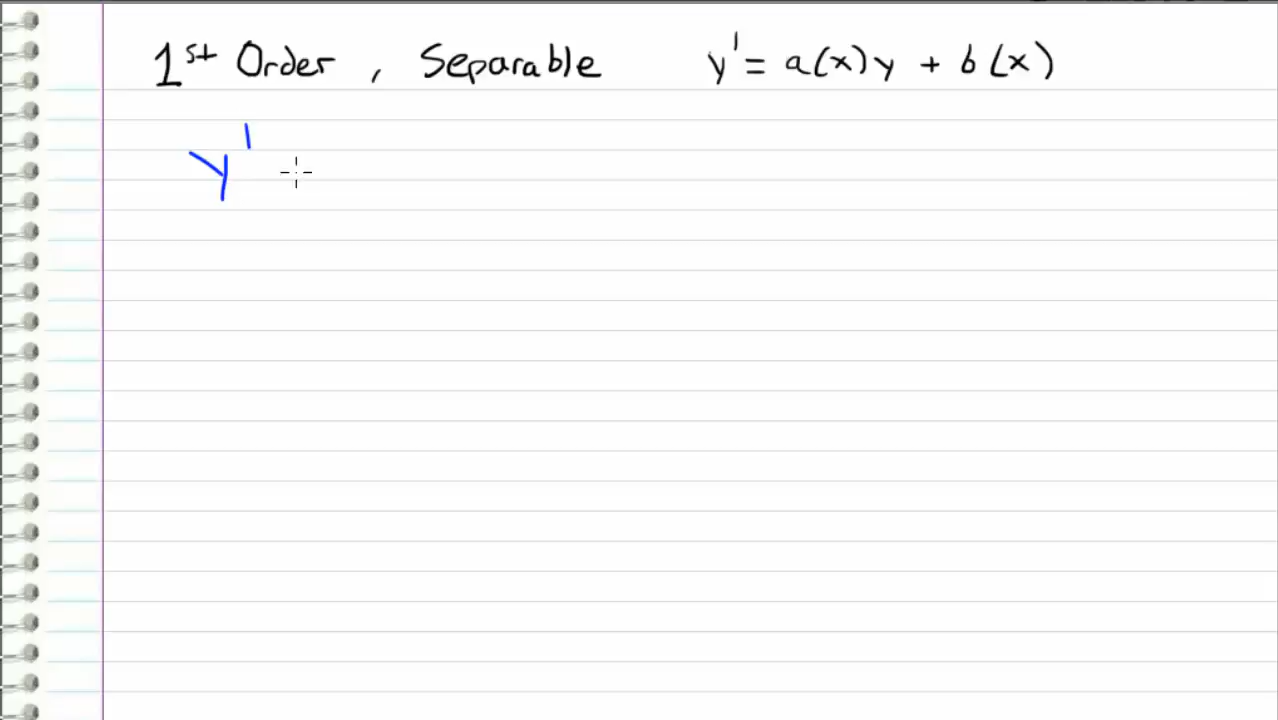 1st Order, Separable y' = a(x)y + b(x)
y'